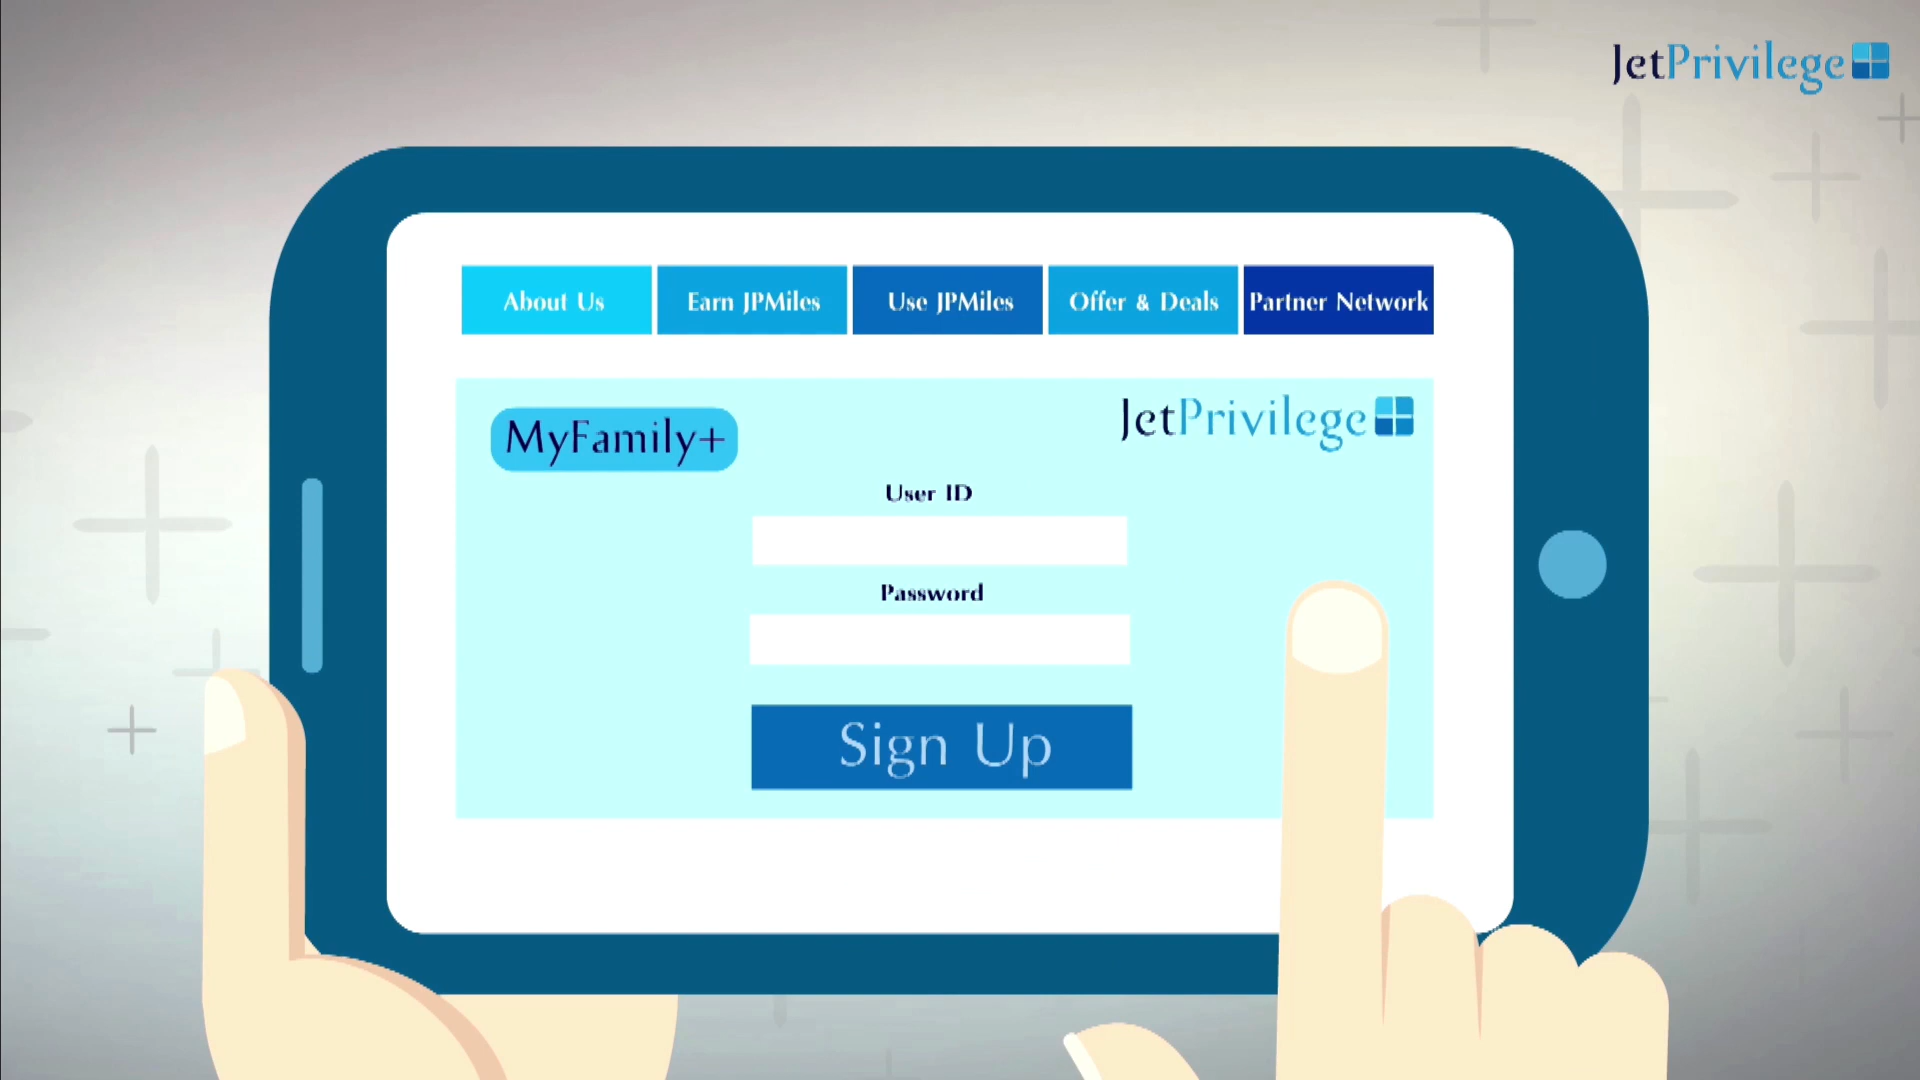 JetPrivilege
About Us
Earn JPMiles
Use JPMiles
Offer & Deals
Partner Network
MyFamily+
JetPrivilege
User ID
Password
Sign Up